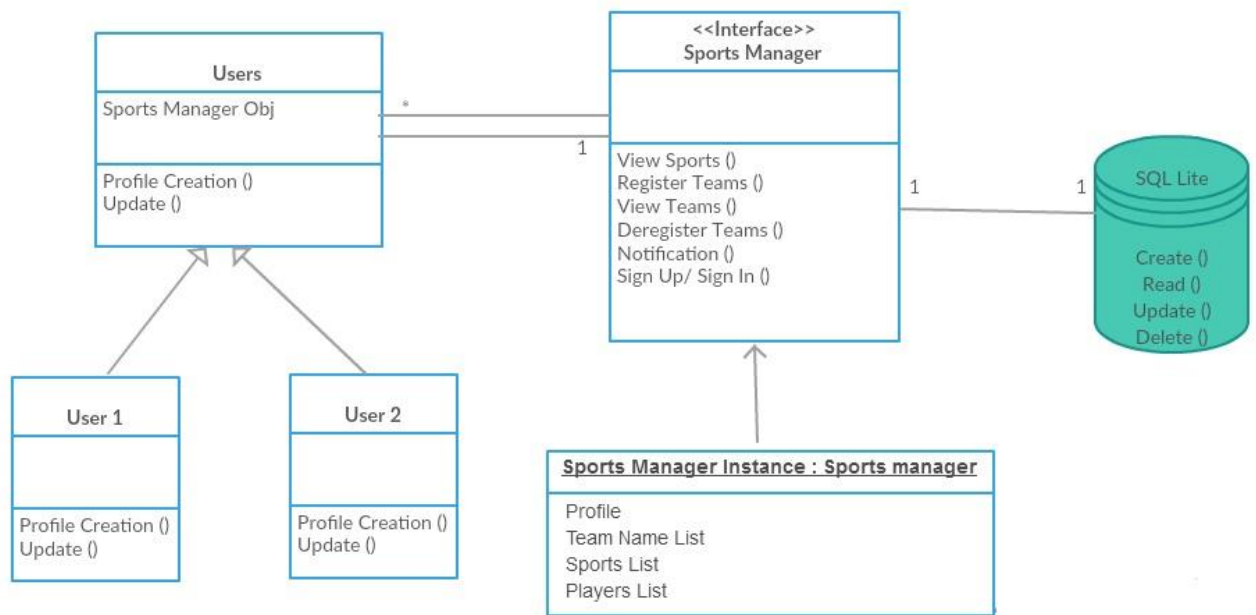 Users
Sports Manager Obj
Profile Creation ()
Update ()
*
1
<<Interface>>
Sports Manager
View Sports ()
Register Teams ()
View Teams ()
Deregister Teams ()
Notification ()
Sign Up/ Sign In ()
1
1
SQL Lite
Create ()
Read ()
Update ()
Delete ()
User 1
Profile Creation ()
Update ()
User 2
Profile Creation ()
Update ()
Sports Manager Instance : Sports manager
Profile
Team Name List
Sports List
Players List